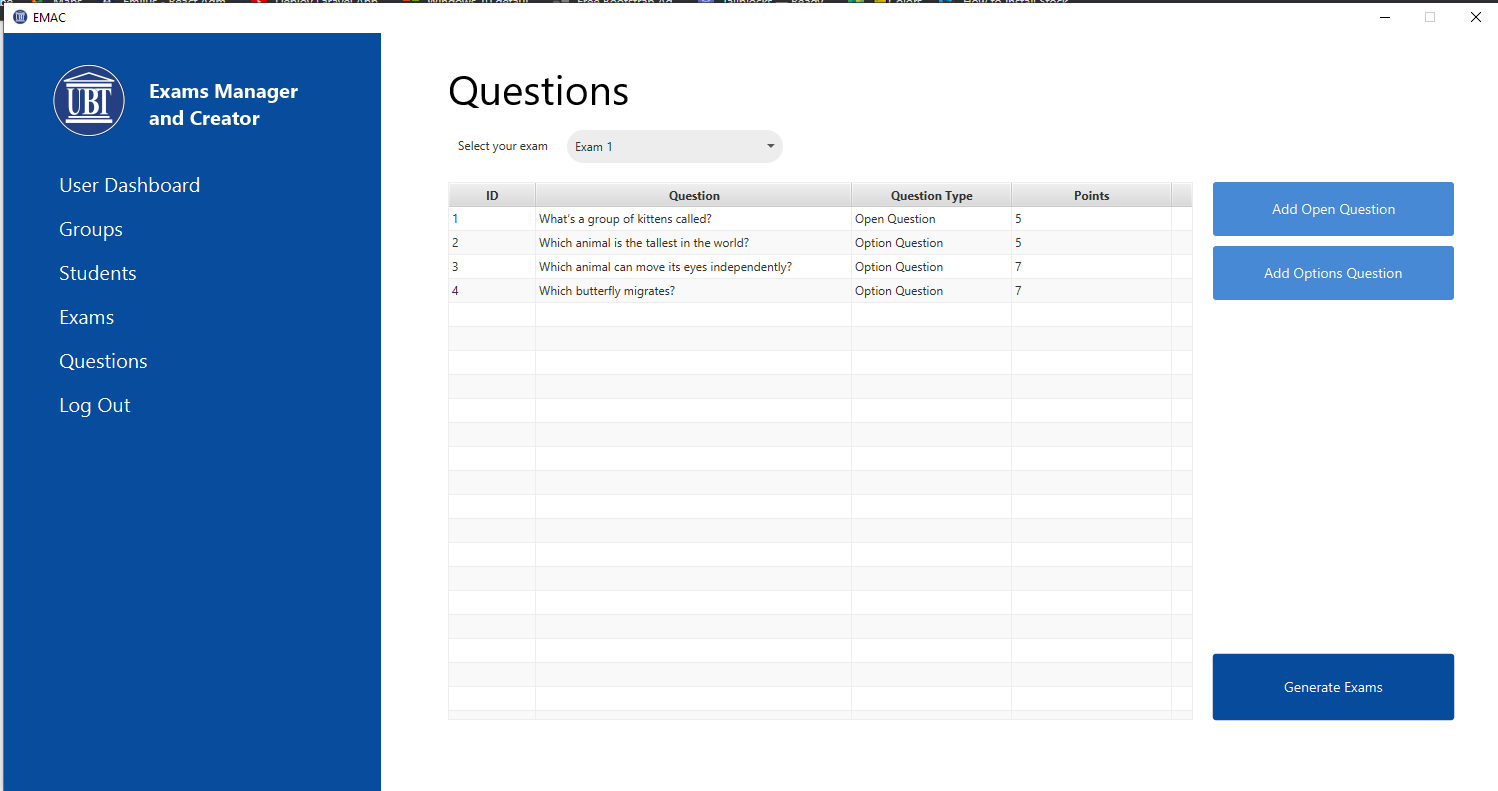 EMAC
UBT
Exams Manager
and Creator
User Dashboard
Groups
Students
Exams
Questions
Log Out
Questions
Select your exam Exam 1
ID Question Question Type Points
1 What's a group of kittens called? Open Question 5
2 Which animal is the tallest in the world? Option Question 5
3 Which animal can move its eyes independently? Option Question 7
4 Which butterfly migrates? Option Question 7
Add Open Question
Add Options Question
Generate Exams